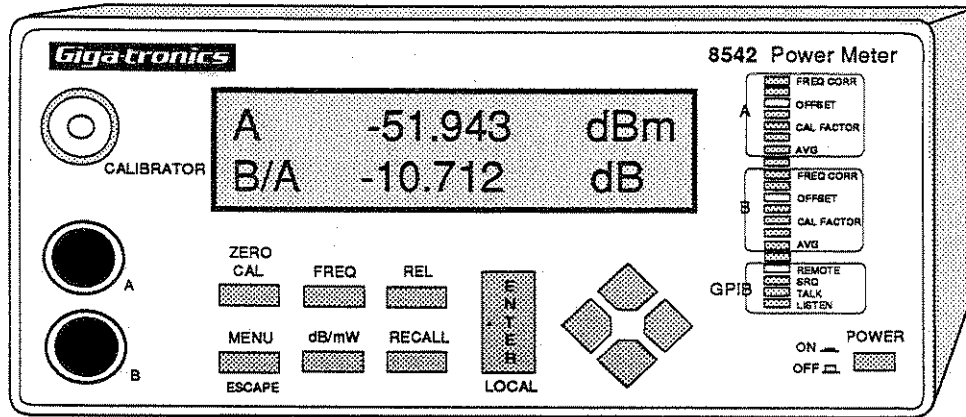 Giga-tronics
8542 Power Meter
CALIBRATOR
A -51.943 dBm
B/A -10.712 dB
A
FREQ CORR
OFFSET
CAL FACTOR
AVG
B
FREQ CORR
OFFSET
CAL FACTOR
AVG
GPIB
REMOTE
SRQ
TALK
LISTEN
A
B
ZERO
CAL
FREQ
REL
MENU
ESCAPE
dB/mW
RECALL
ENTER
LOCAL
ON
OFF
POWER